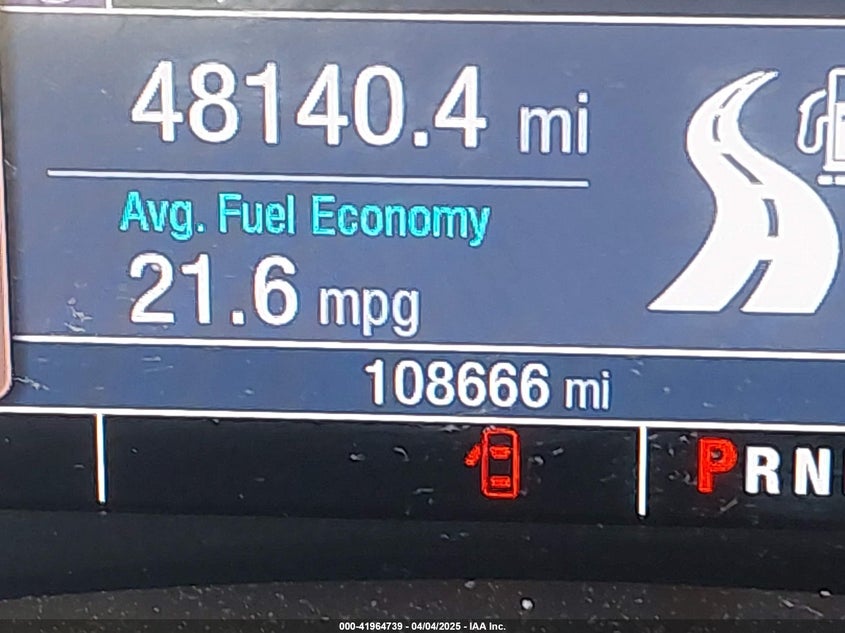 48140.4 mi
Avg. Fuel Economy
21.6 mpg
108666 mi
PRN
000-41964739 - 04/04/2025 - IAA Inc.